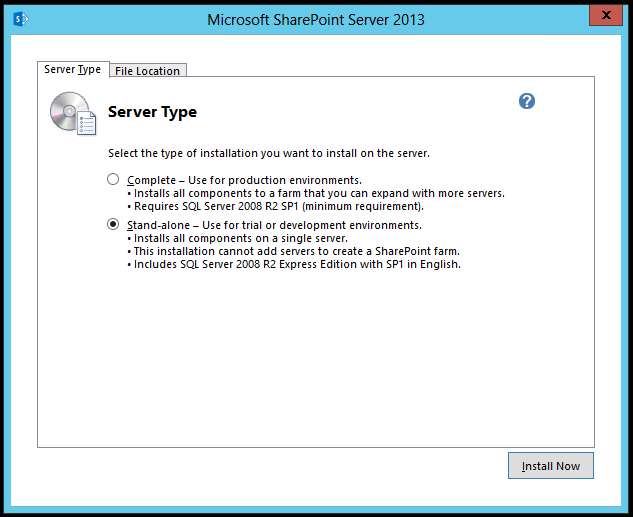 Microsoft SharePoint Server 2013
Server Type
File Location
Server Type
Select the type of installation you want to install on the server.
Complete – Use for production environments.
• Installs all components to a farm that you can expand with more servers.
• Requires SQL Server 2008 R2 SP1 (minimum requirement).
Stand-alone – Use for trial or development environments.
• Installs all components on a single server.
• This installation cannot add servers to create a SharePoint farm.
• Includes SQL Server 2008 R2 Express Edition with SP1 in English.
Install Now